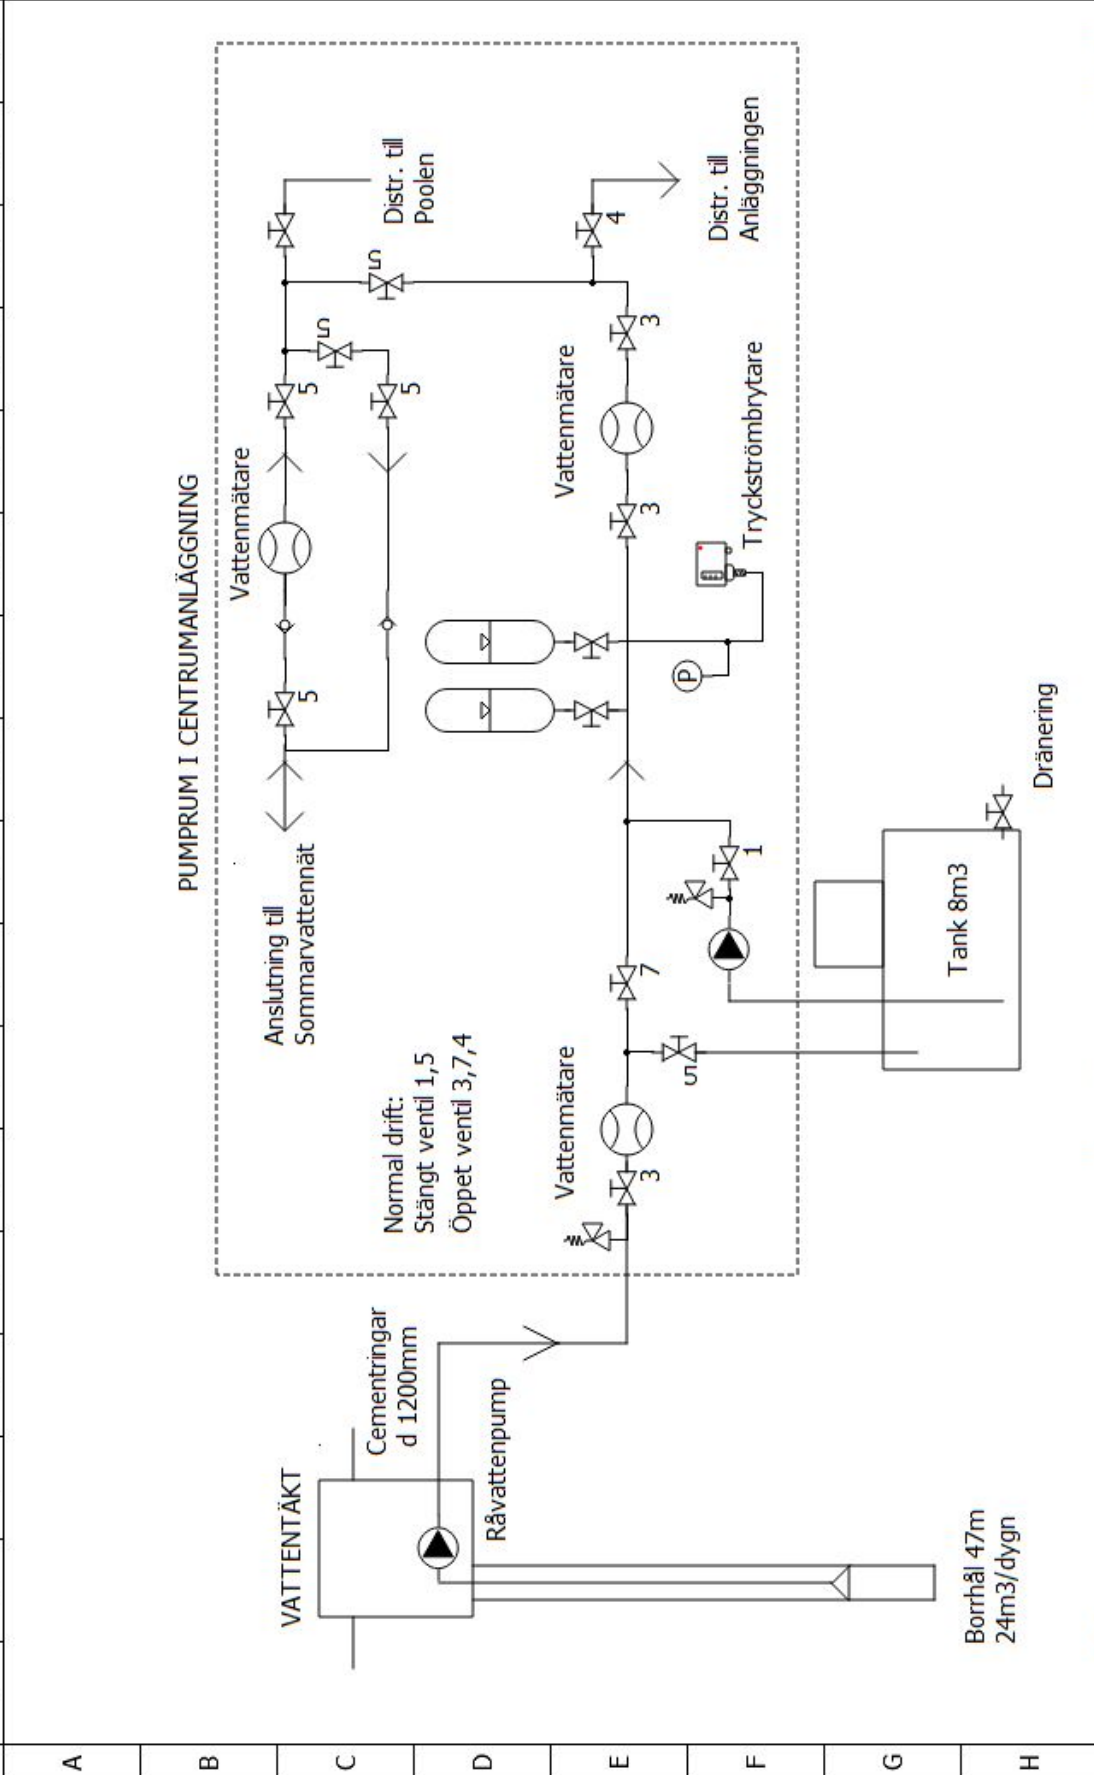 PUMPRUM I CENTRUMANLÄGGNING
VATTENTÄKT
Cementringar
d 1200mm
Råvattenpump
Borrhål 47m
24m3/dygn
Anslutning till
Sommarvattennät
Normal drift:
Stängt ventil 1,5
Öppet ventil 3,7,4
Vattenmätare
5
5
5
5
5
Distr. till
Poolen
Vattenmätare
3
5
7
1
P
Tryckströmbrytare
Vattenmätare
3
3
4
Distr. till
Anläggningen
Tank 8m3
Dränering
A
B
C
D
E
F
G
H